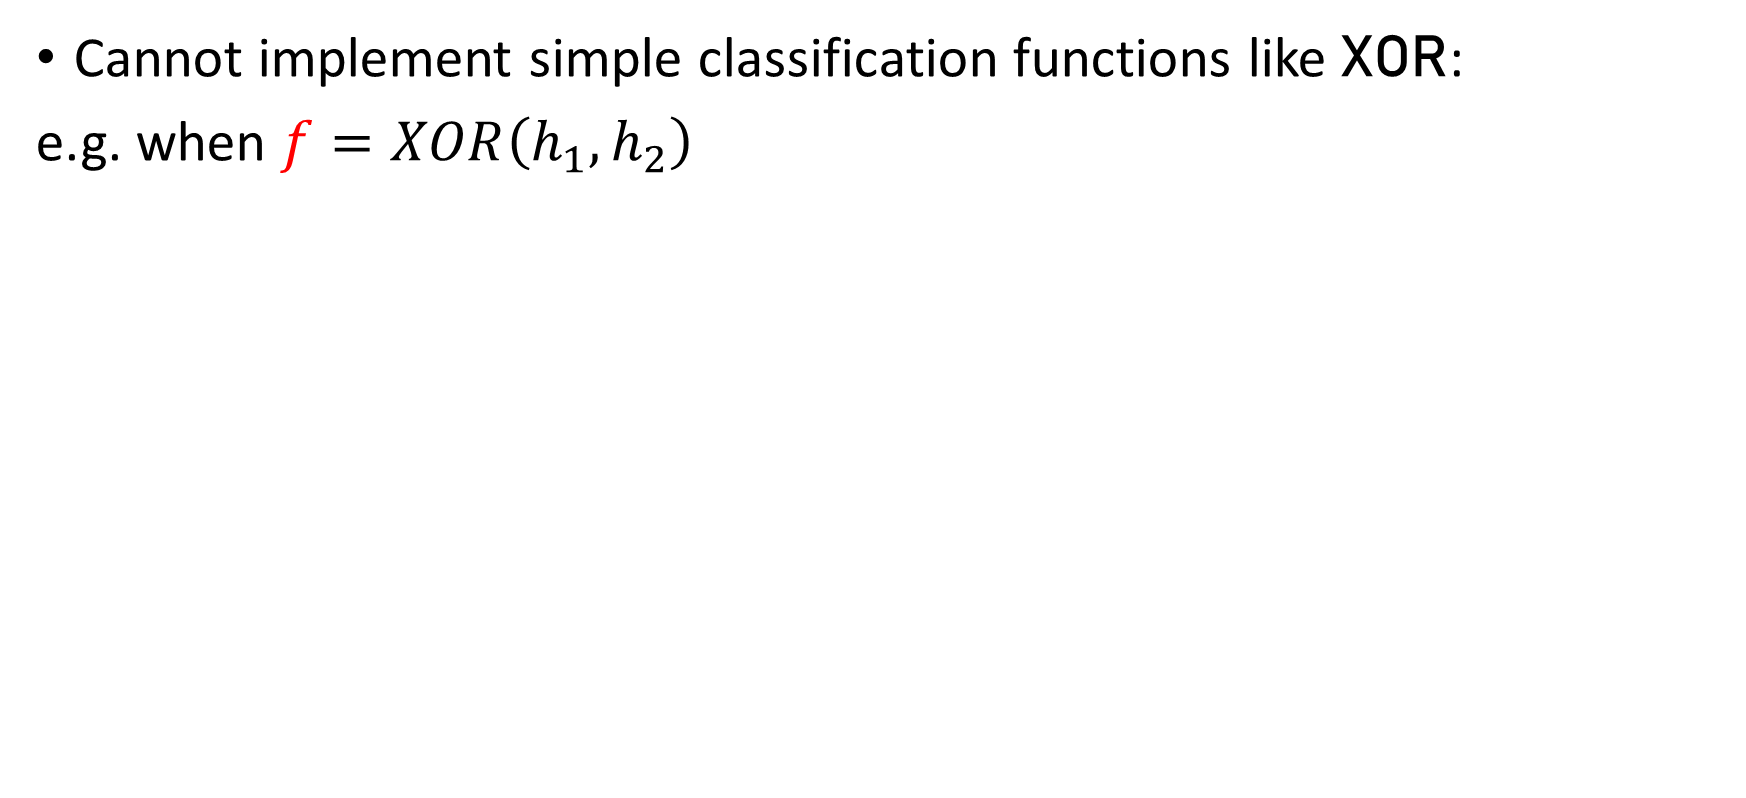 • Cannot implement simple classification functions like XOR:
e.g. when f = XOR(h₁, h₂)